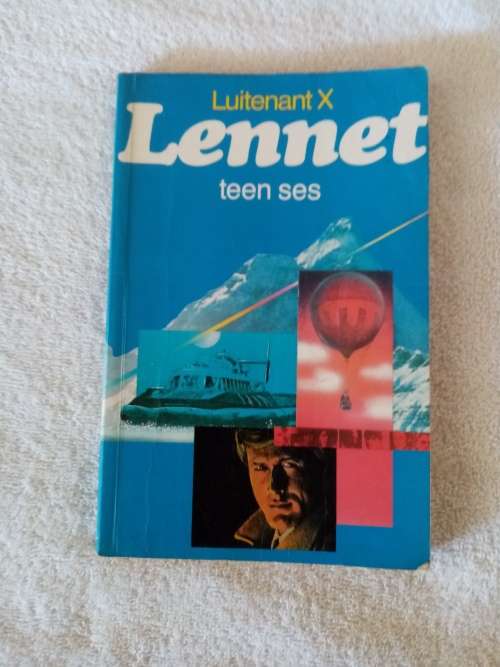 Luitenant X
Lennet
teen ses